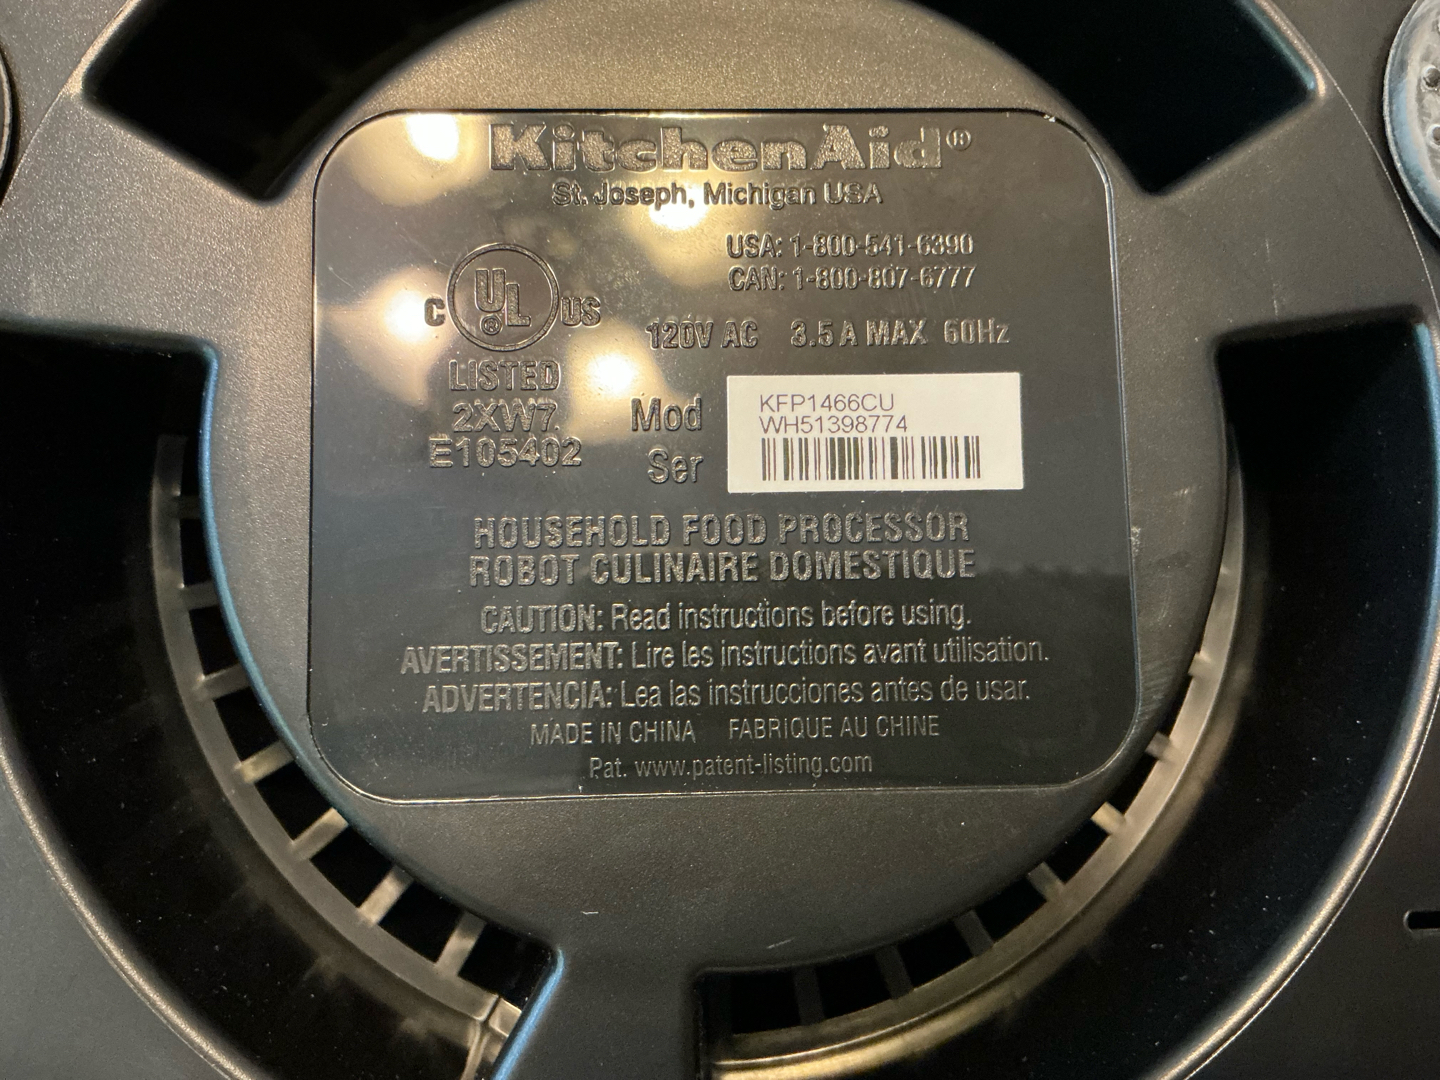 KitchenAid®
St. Joseph, Michigan USA
USA: 1-800-541-6390
CAN: 1-800-807-6777
C UL® US
LISTED
2XW7
E105402
120V AC 3.5 A MAX 60Hz
Mod KFP1466CU
Ser WH51398774
HOUSEHOLD FOOD PROCESSOR
ROBOT CULINAIRE DOMESTIQUE
CAUTION: Read instructions before using.
AVERTISSEMENT: Lire les instructions avant utilisation.
ADVERTENCIA: Lea las instrucciones antes de usar.
MADE IN CHINA FABRIQUE AU CHINE
Pat. www.patent-listing.com